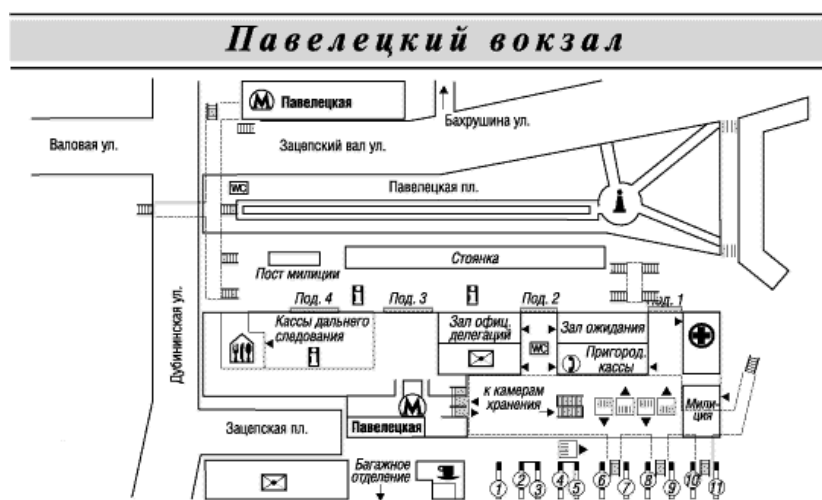 Павелецкий вокзал
М Павелецкая
Бахрушина ул.
Валовая ул.
Зацепский вал ул.
WC
Павелецкая пл.
Стоянка
Пост милиции
Дубининская ул.
Под. 4
Под. 3
Под. 2
Под. 1
Кассы дальнего
следования
Зал офиц.
делегаций
WC
Зал ожидания
Пригород.
кассы
к камерам
хранения
Мили-
ция
М
Павелецкая
Зацепская пл.
Багажное
отделение
1 2 3 4 5 6 7 8 9 10 11